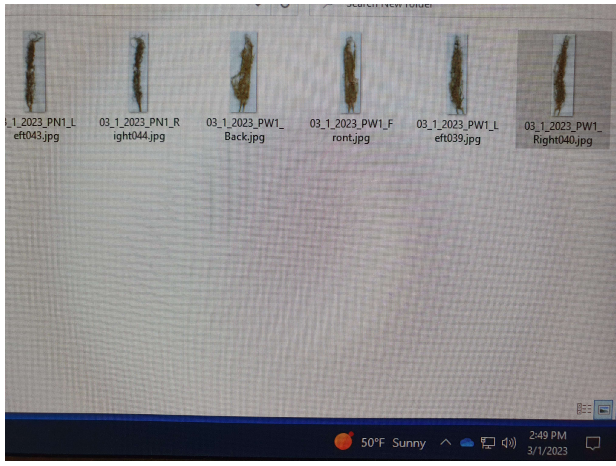 Search New folder
3_1_2023_PN1_L
eft043.jpg
03_1_2023_PN1_R
ight044.jpg
03_1_2023_PW1_
Back.jpg
03_1_2023_PW1_F
ront.jpg
03_1_2023_PW1_L
eft039.jpg
03_1_2023_PW1_
Right040.jpg
50°F Sunny
2:49 PM
3/1/2023